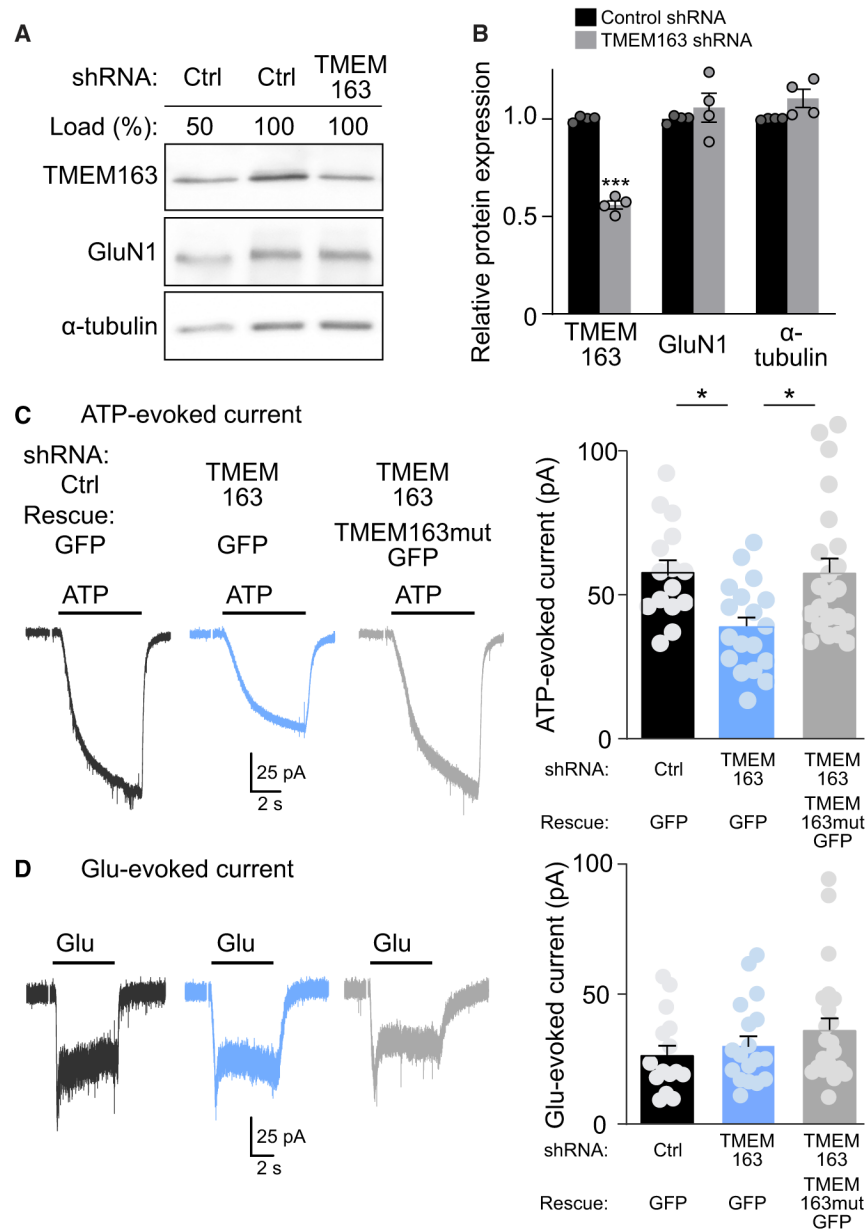 A
shRNA: Ctrl Ctrl TMEM 163
Load (%): 50 100 100
TMEM163
GluN1
α-tubulin
B
Control shRNA
TMEM163 shRNA
Relative protein expression
1.0
0.5
0
***
TMEM 163
GluN1
α-tubulin
C ATP-evoked current
shRNA:
Ctrl
TMEM 163
TMEM 163
Rescue:
GFP
GFP
TMEM163mut GFP
ATP ATP ATP
25 pA
2 s
* *
ATP-evoked current (pA)
100
50
0
shRNA: Ctrl TMEM 163 TMEM 163
Rescue: GFP GFP TMEM 163mut GFP
D Glu-evoked current
Glu Glu Glu
25 pA
2 s
Glu-evoked current (pA)
100
50
0
shRNA: Ctrl TMEM 163 TMEM 163
Rescue: GFP GFP TMEM 163mut GFP